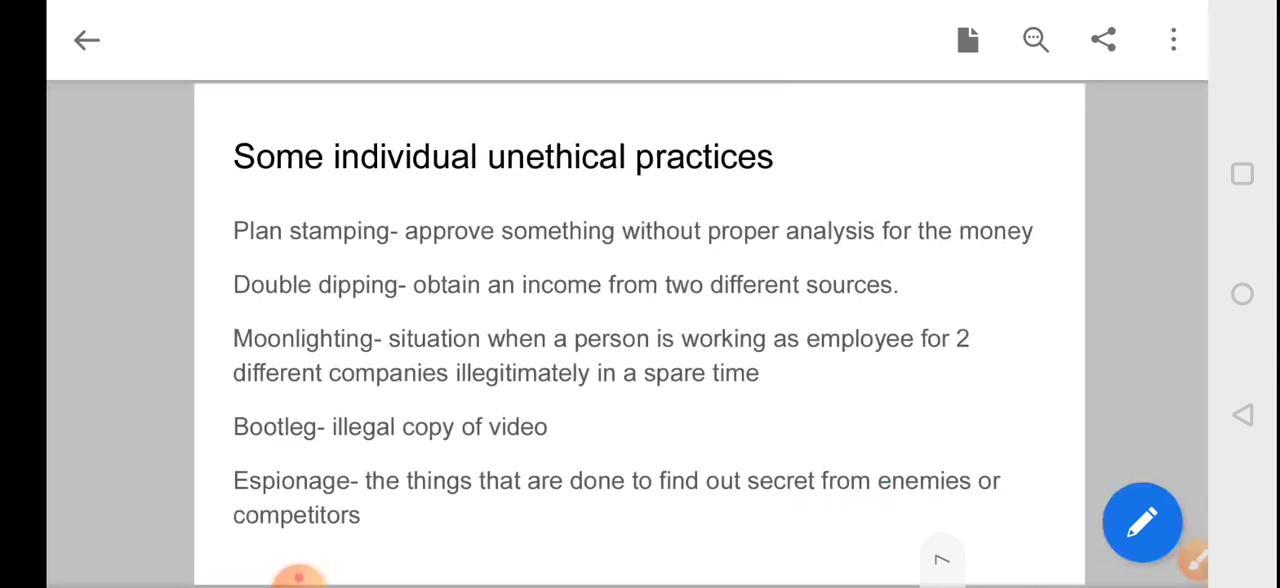 Some individual unethical practices
Plan stamping- approve something without proper analysis for the money
Double dipping- obtain an income from two different sources.
Moonlighting- situation when a person is working as employee for 2
different companies illegitimately in a spare time
Bootleg- illegal copy of video
Espionage- the things that are done to find out secret from enemies or
competitors
7